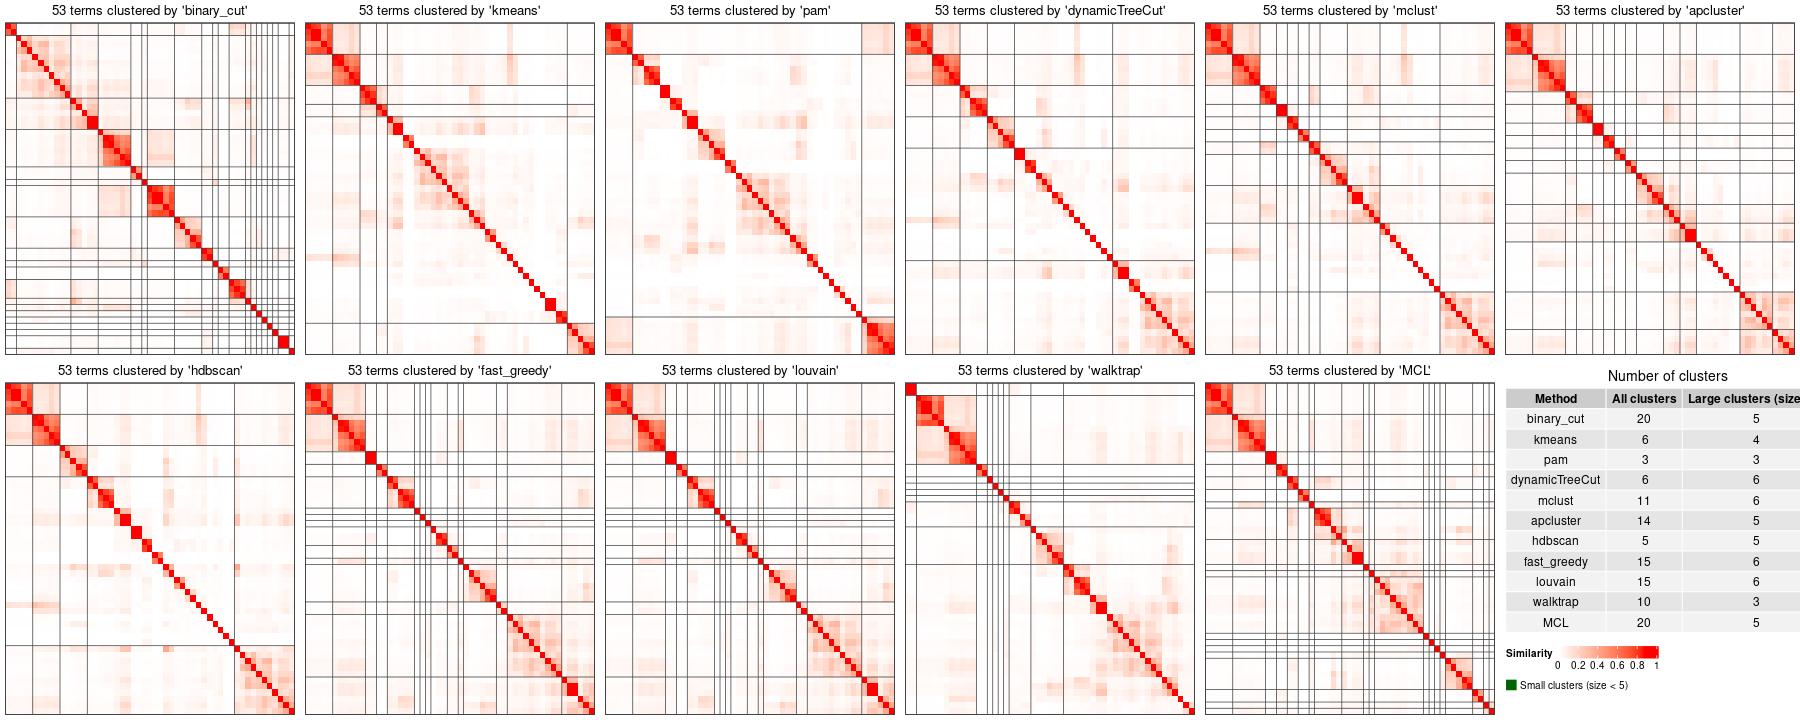 53 terms clustered by 'binary_cut'
53 terms clustered by 'kmeans'
53 terms clustered by 'pam'
53 terms clustered by 'dynamicTreeCut'
53 terms clustered by 'mclust'
53 terms clustered by 'apcluster'
53 terms clustered by 'hdbscan'
53 terms clustered by 'fast_greedy'
53 terms clustered by 'louvain'
53 terms clustered by 'walktrap'
53 terms clustered by 'MCL'
Number of clusters
Method All clusters Large clusters (size
binary_cut 20 5
kmeans 6 4
pam 3 3
dynamicTreeCut 6 6
mclust 11 6
apcluster 14 5
hdbscan 5 5
fast_greedy 15 6
louvain 15 6
walktrap 10 3
MCL 20 5
Similarity
0 0.2 0.4 0.6 0.8 1
Small clusters (size < 5)